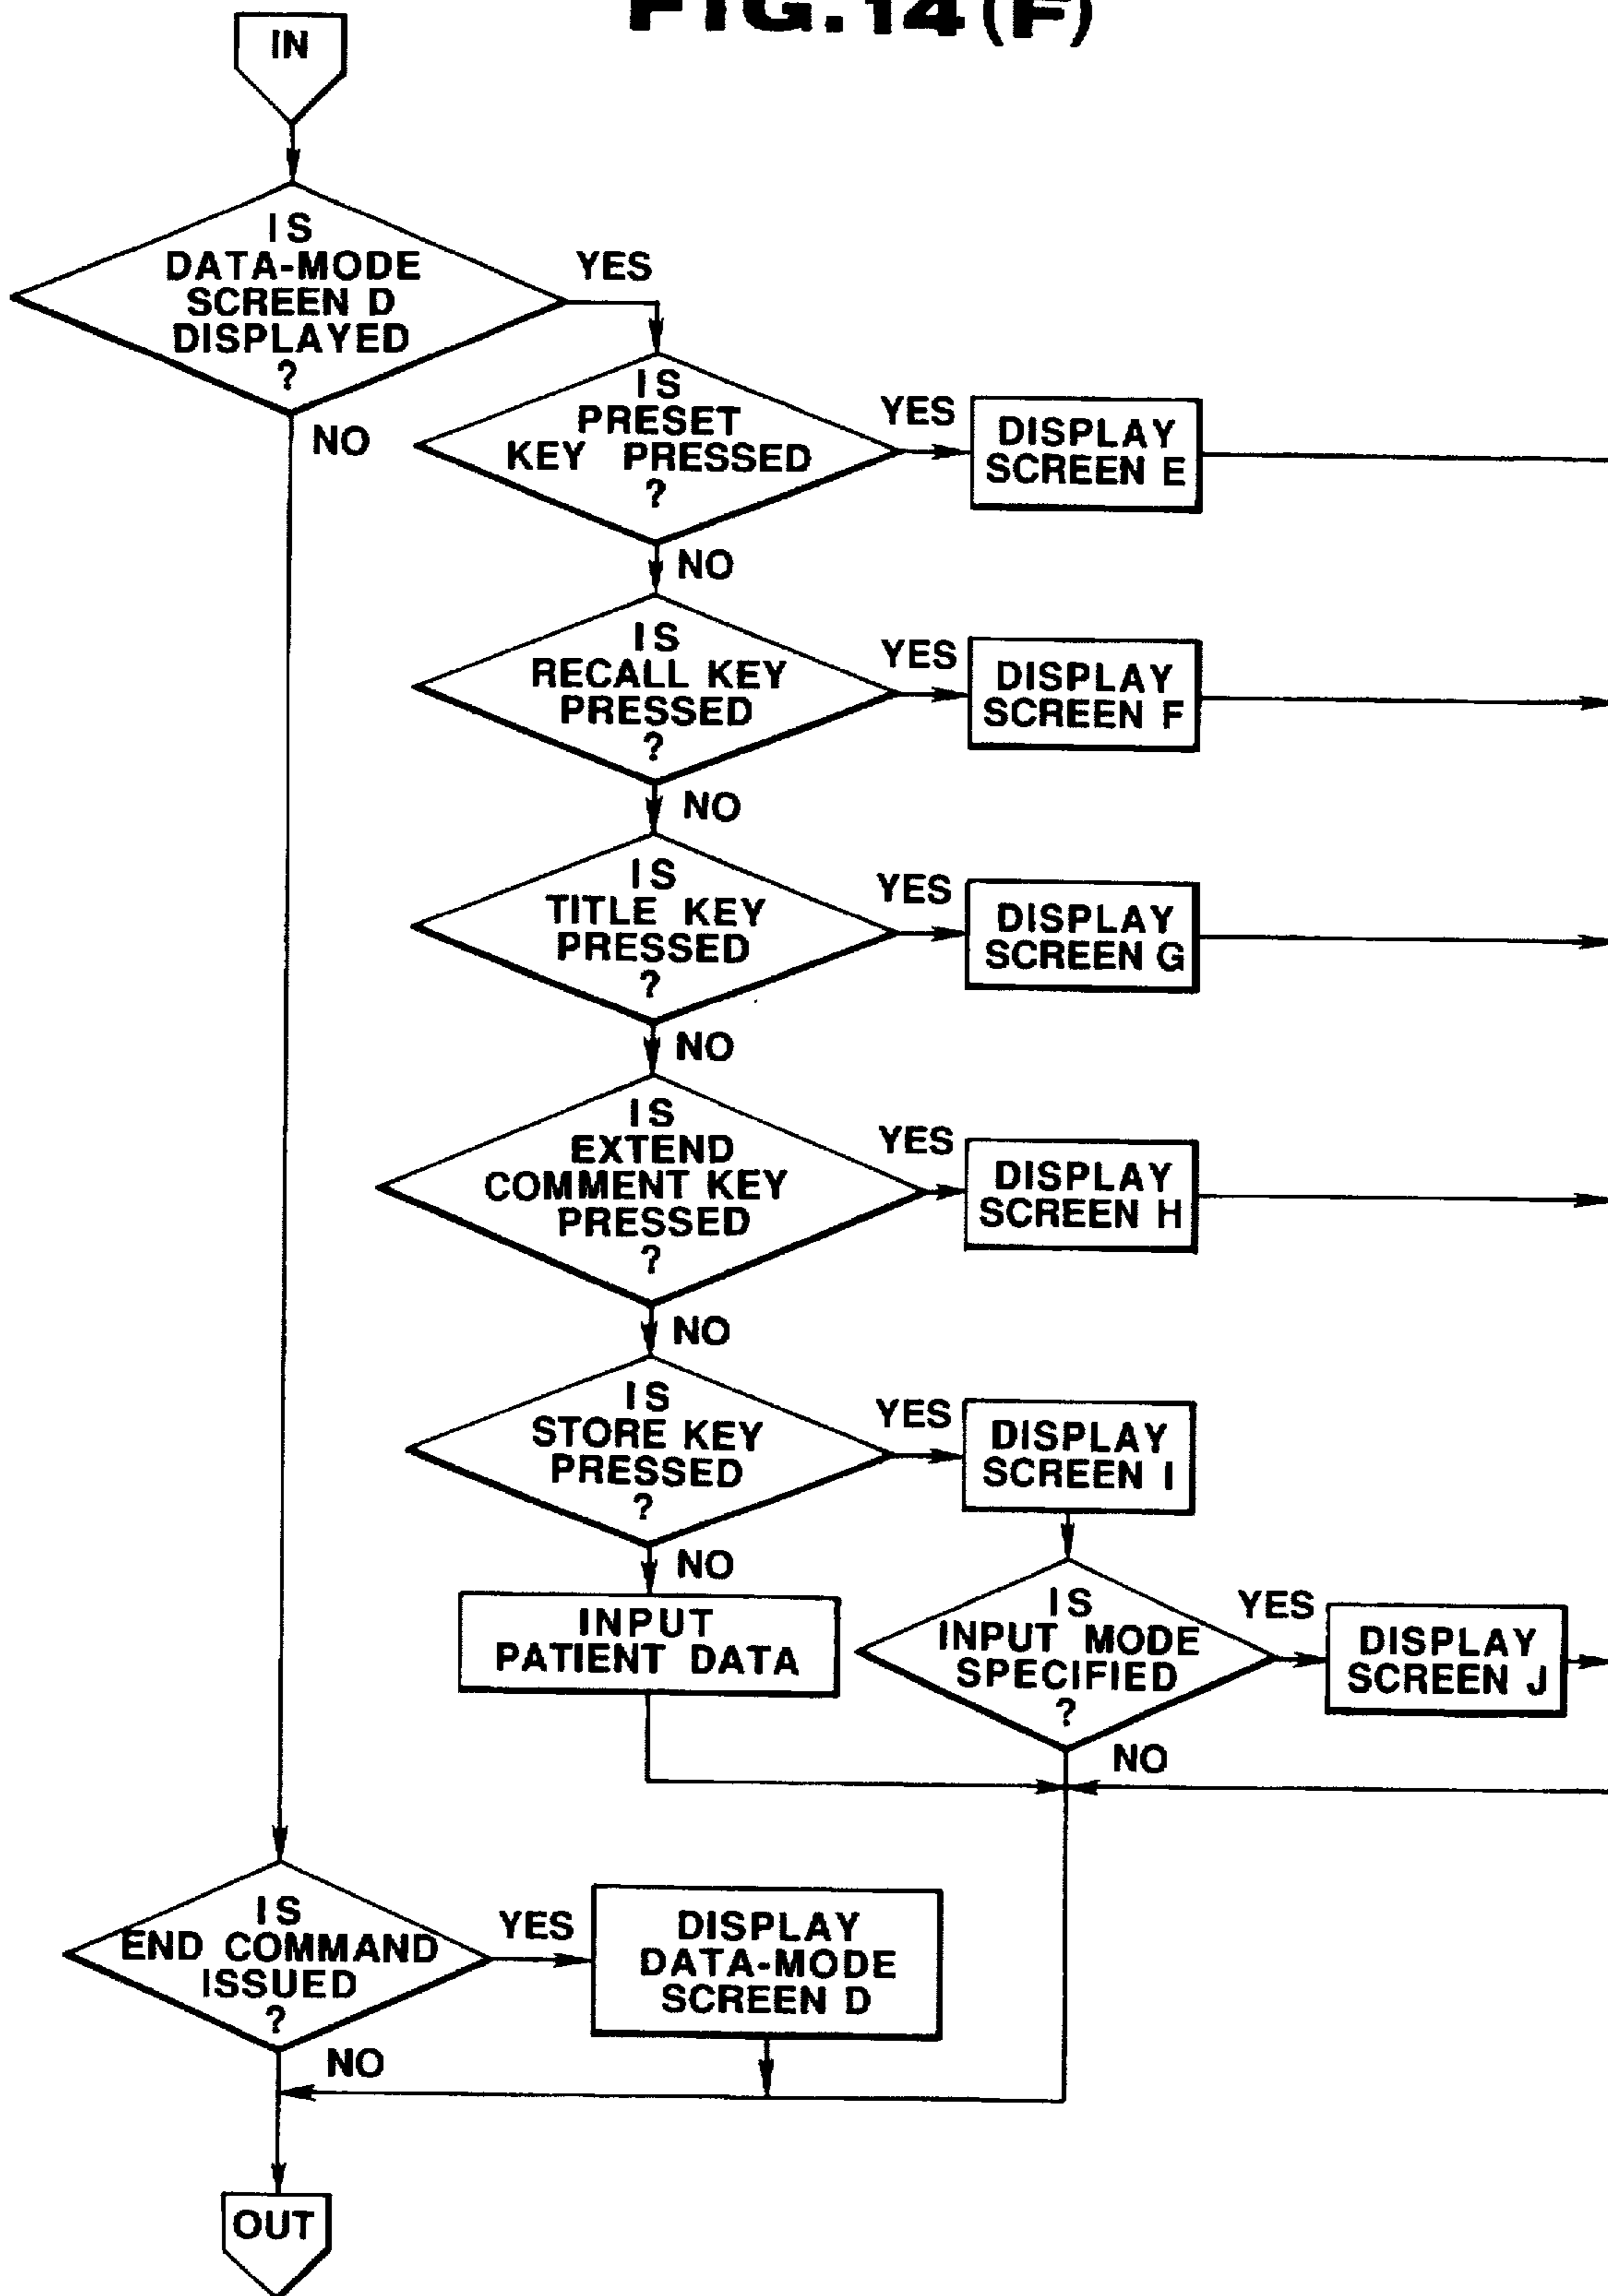 FIG. 14 (F)
IN
IS
DATA-MODE
SCREEN D
DISPLAYED
?
YES
NO
IS
PRESET
KEY PRESSED
?
YES
DISPLAY
SCREEN E
NO
IS
RECALL KEY
PRESSED
?
YES
DISPLAY
SCREEN F
NO
IS
TITLE KEY
PRESSED
?
YES
DISPLAY
SCREEN G
NO
IS
EXTEND
COMMENT KEY
PRESSED
?
YES
DISPLAY
SCREEN H
NO
IS
STORE KEY
PRESSED
?
YES
DISPLAY
SCREEN I
NO
INPUT
PATIENT DATA
IS
INPUT MODE
SPECIFIED
?
YES
DISPLAY
SCREEN J
NO
IS
END COMMAND
ISSUED
?
YES
DISPLAY
DATA-MODE
SCREEN D
NO
OUT